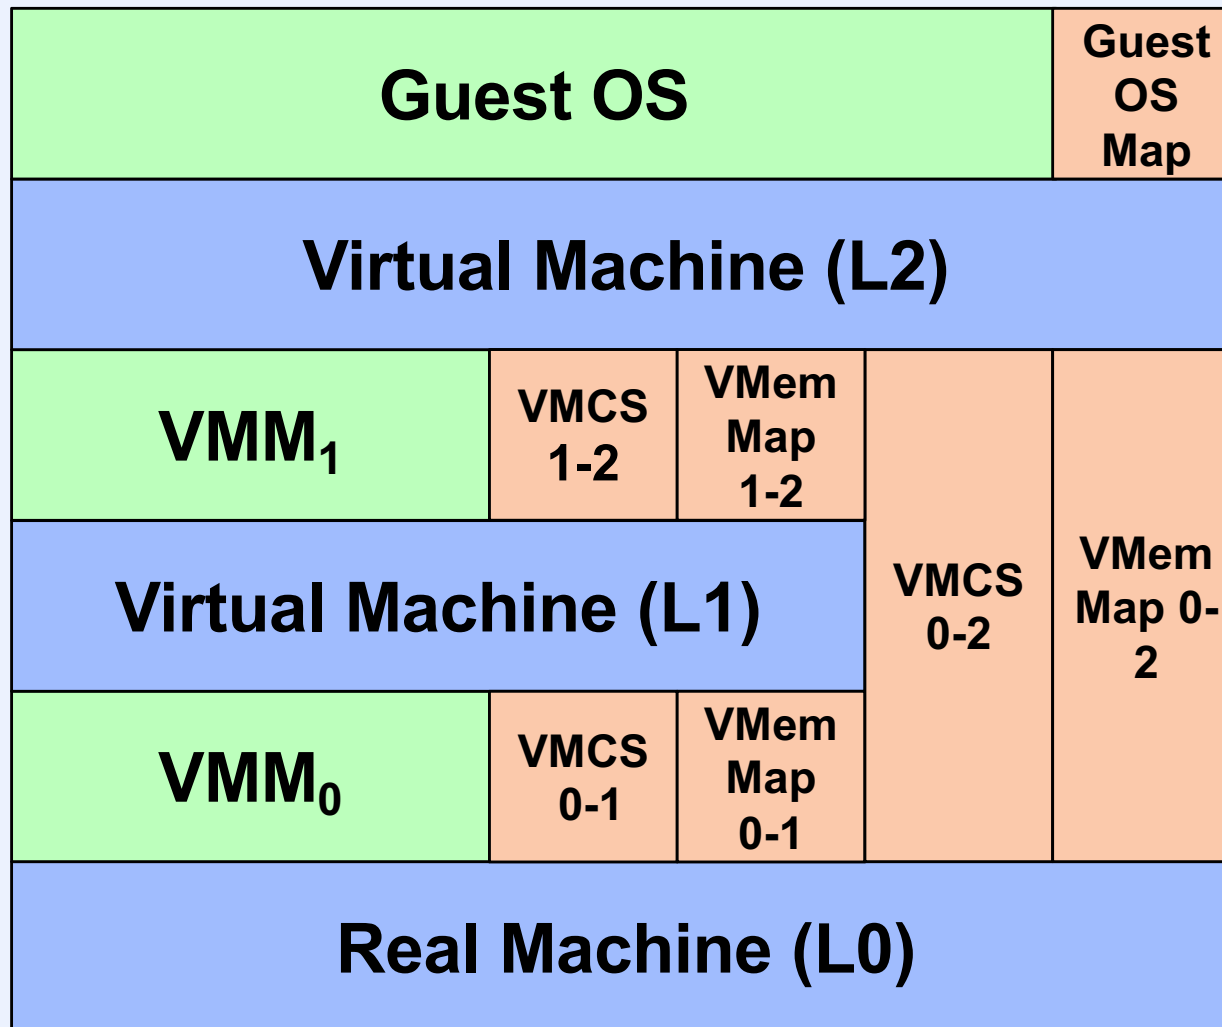 Guest OS
Guest
OS
Map
Virtual Machine (L2)
VMM₁
VMCS
1-2
VMem
Map
1-2
VMCS
0-2
VMem
Map 0-
2
Virtual Machine (L1)
VMM₀
VMCS
0-1
VMem
Map
0-1
Real Machine (L0)